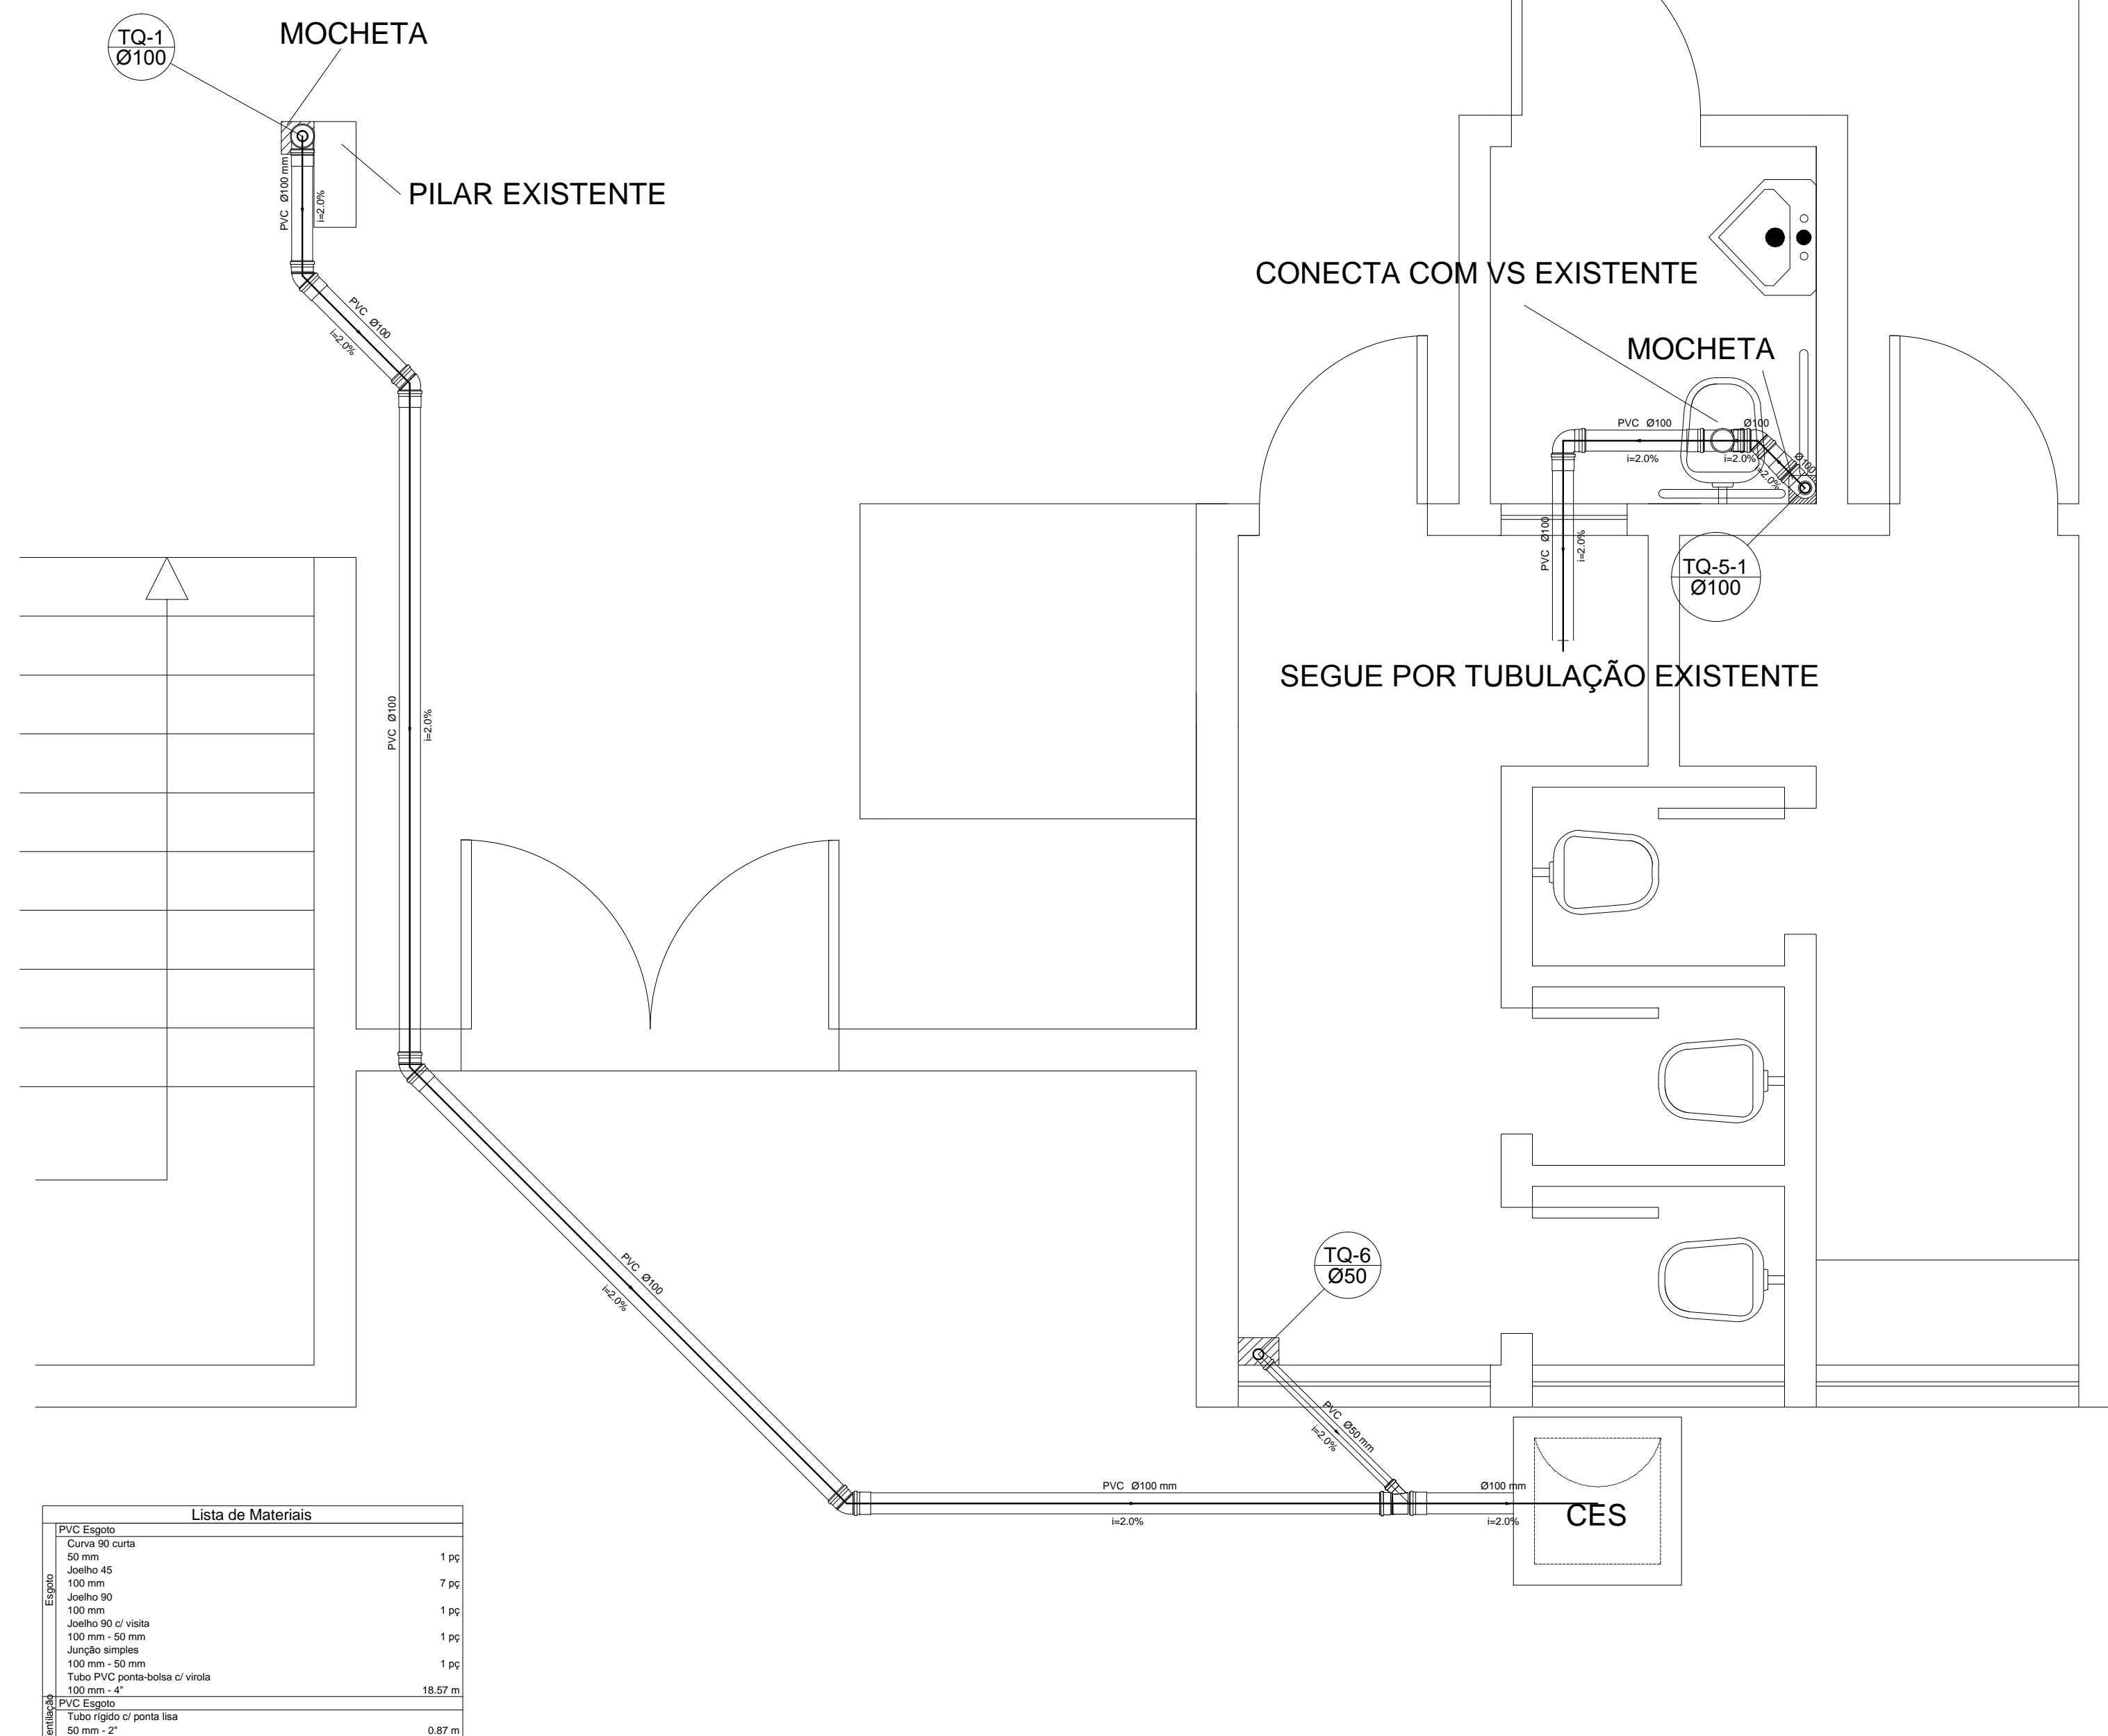 TQ-1
Ø100
MOCHETA
PILAR EXISTENTE
PVC Ø100 mm
i=2.0%
PVC Ø100
i=2.0%
PVC Ø100
i=2.0%
CONECTA COM VS EXISTENTE
MOCHETA
PVC Ø100
i=2.0%
Ø100
i=2.0%
Ø100
i=2.0%
PVC Ø100
i=2.0%
TQ-5-1
Ø100
SEGUE POR TUBULAÇÃO EXISTENTE
PVC Ø100
i=2.0%
TQ-6
Ø50
PVC Ø50 mm
i=2.0%
PVC Ø100 mm
i=2.0%
Ø100 mm
i=2.0%
CES
Lista de Materiais
Esgoto
PVC Esgoto
Curva 90 curta
50 mm 1 pç
Joelho 45
100 mm 7 pç
Joelho 90
100 mm 1 pç
Joelho 90 c/ visita
100 mm - 50 mm 1 pç
Junção simples
100 mm - 50 mm 1 pç
Tubo PVC ponta-bolsa c/ virola
100 mm - 4" 18.57 m
PVC Esgoto
Tubo rígido c/ ponta lisa
50 mm - 2" 0.87 m